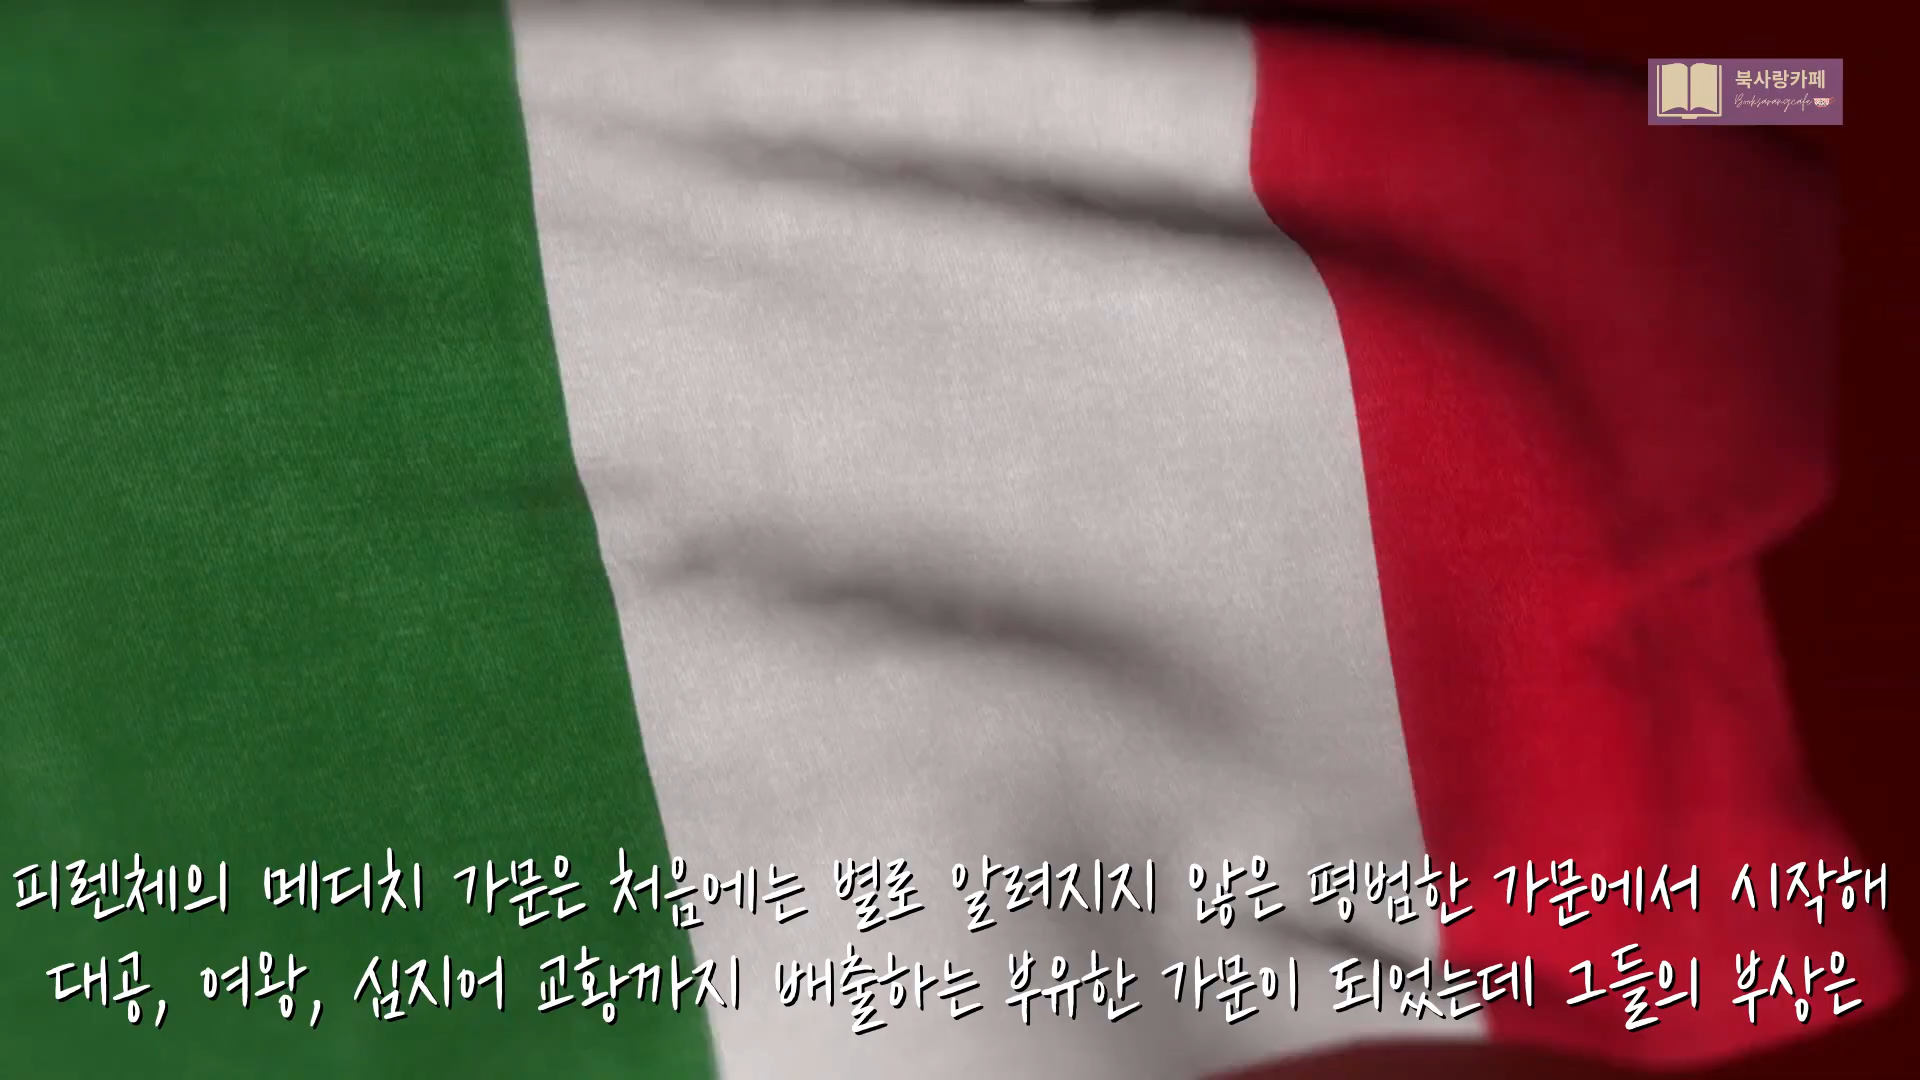 북사랑카페
Booksarangcafe
피렌체의 메디치 가문은 처음에는 별로 알려지지 않은 평범한 가문에서 시작해
대공, 여왕, 심지어 교황까지 배출하는 부유한 가문이 되었는데 그들의 부상은